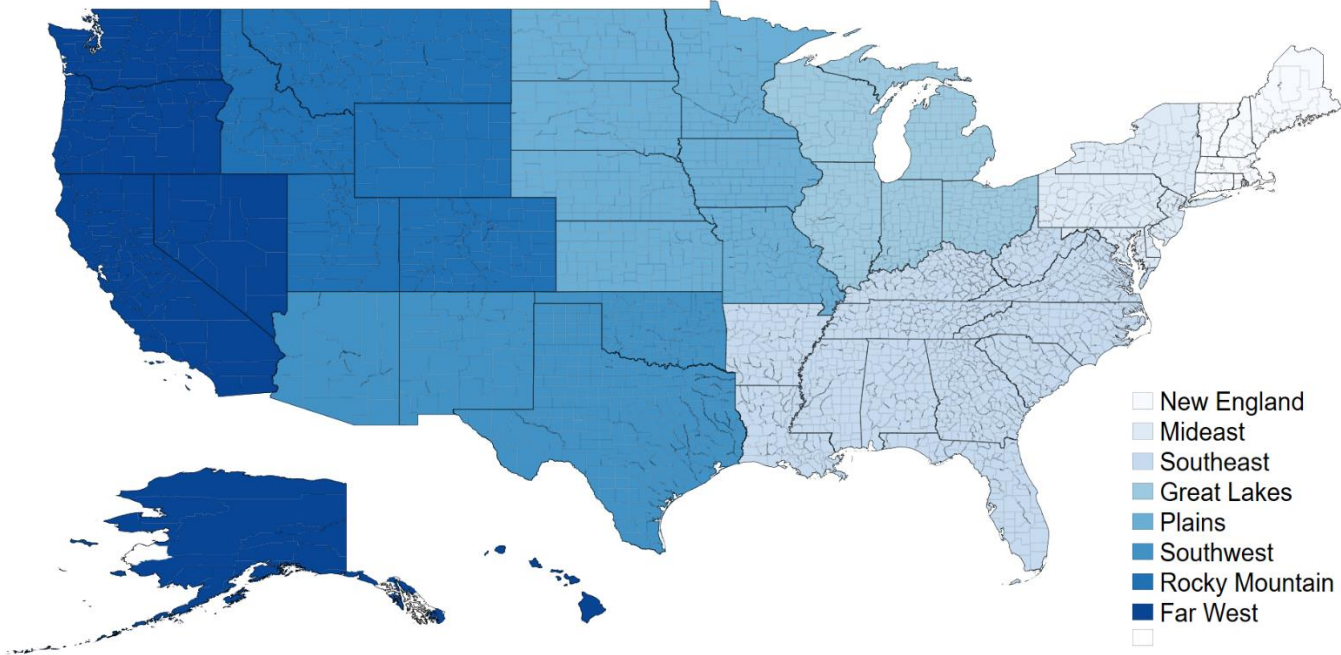 New England
Mideast
Southeast
Great Lakes
Plains
Southwest
Rocky Mountain
Far West